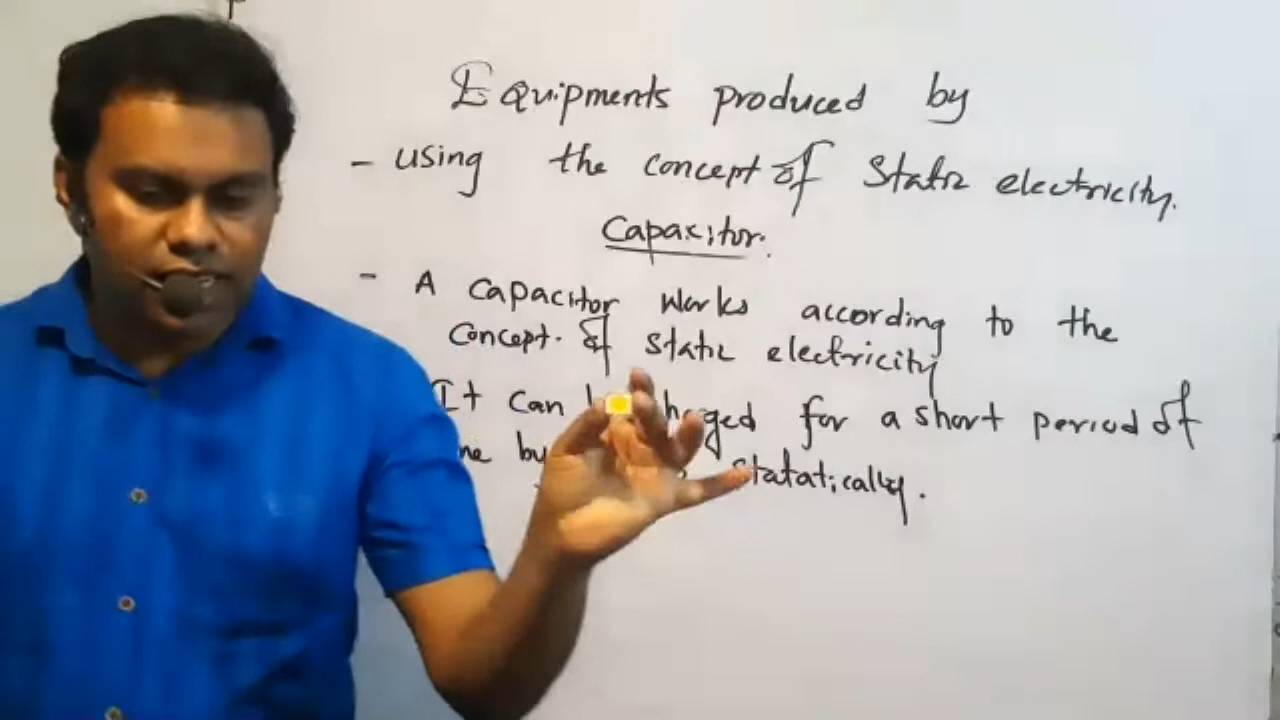 Equipments produced by
- using the concept of Static electricity.
Capacitor.
- A capacitor works according to the
concept. of static electricity
It can for a short period of
by statatically.